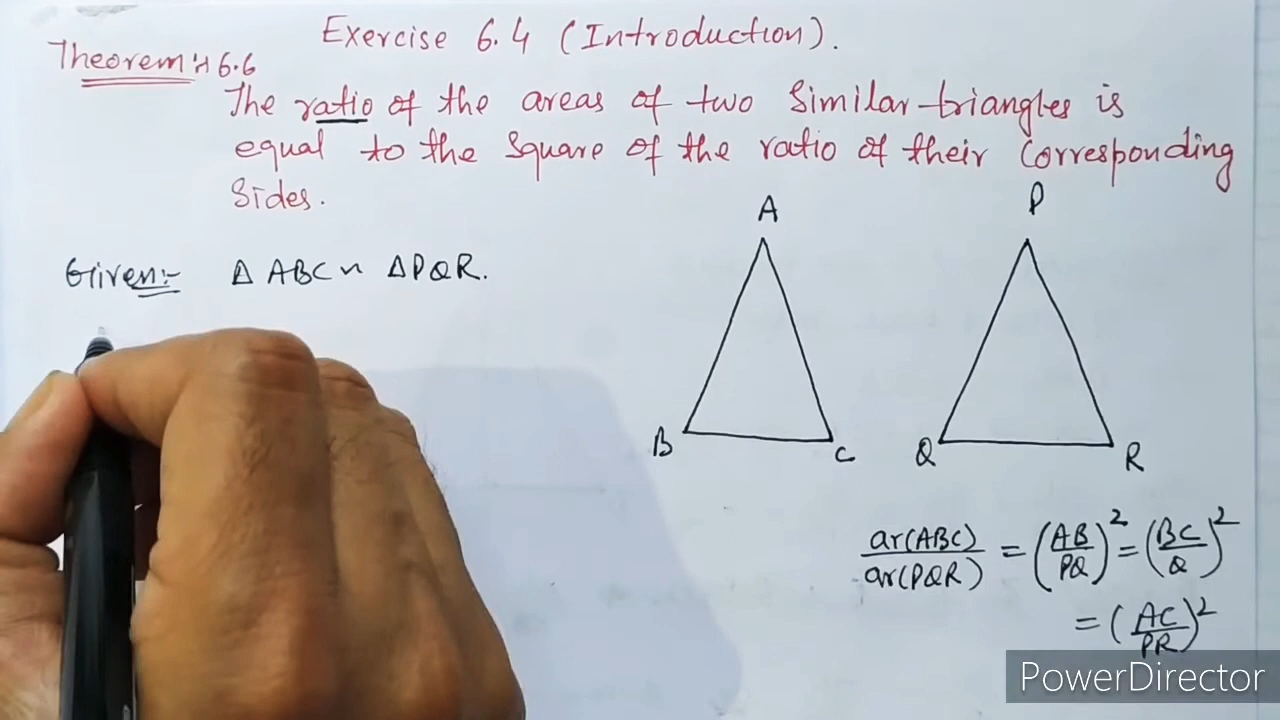 Exercise 6.4 (Introduction).
Theorem :- 6.6
The ratio of the areas of two Similar triangles is
equal to the Square of the ratio of their Corresponding
Sides.
Given:- Δ ABC ~ ΔPQR.
A
P
B
C
Q
R
ar(ABC)/ar(PQR) = (AB/PQ)² = (BC/Q)²
= (AC/PR)²
PowerDirector